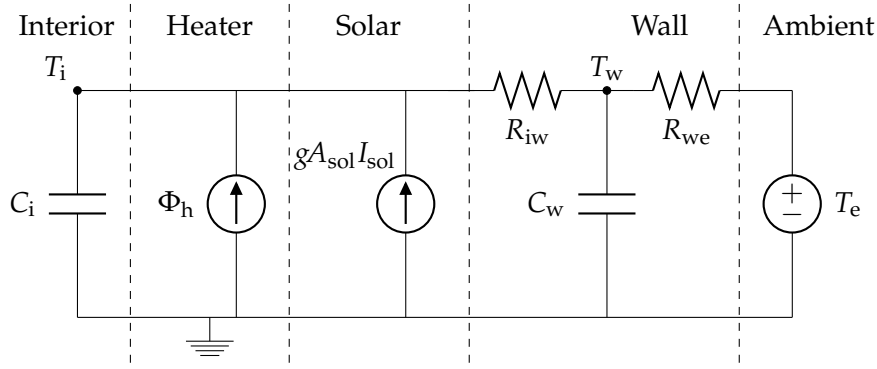 Interior Heater Solar Wall Ambient
T_i T_w
R_iw R_we
gA_sol I_sol
C_i Φ_h C_w + − T_e